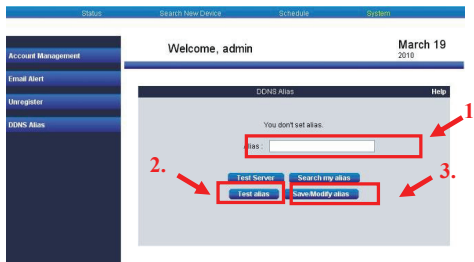 Status Search New Device Schedule System
Welcome, admin
March 19
2010
Account Management
Email Alert
Unregister
DDNS Alias
DDNS Alias Help
You don't set alias.
Alias :
1
Test Server Search my alias
2. Test alias Save/Modify alias 3.